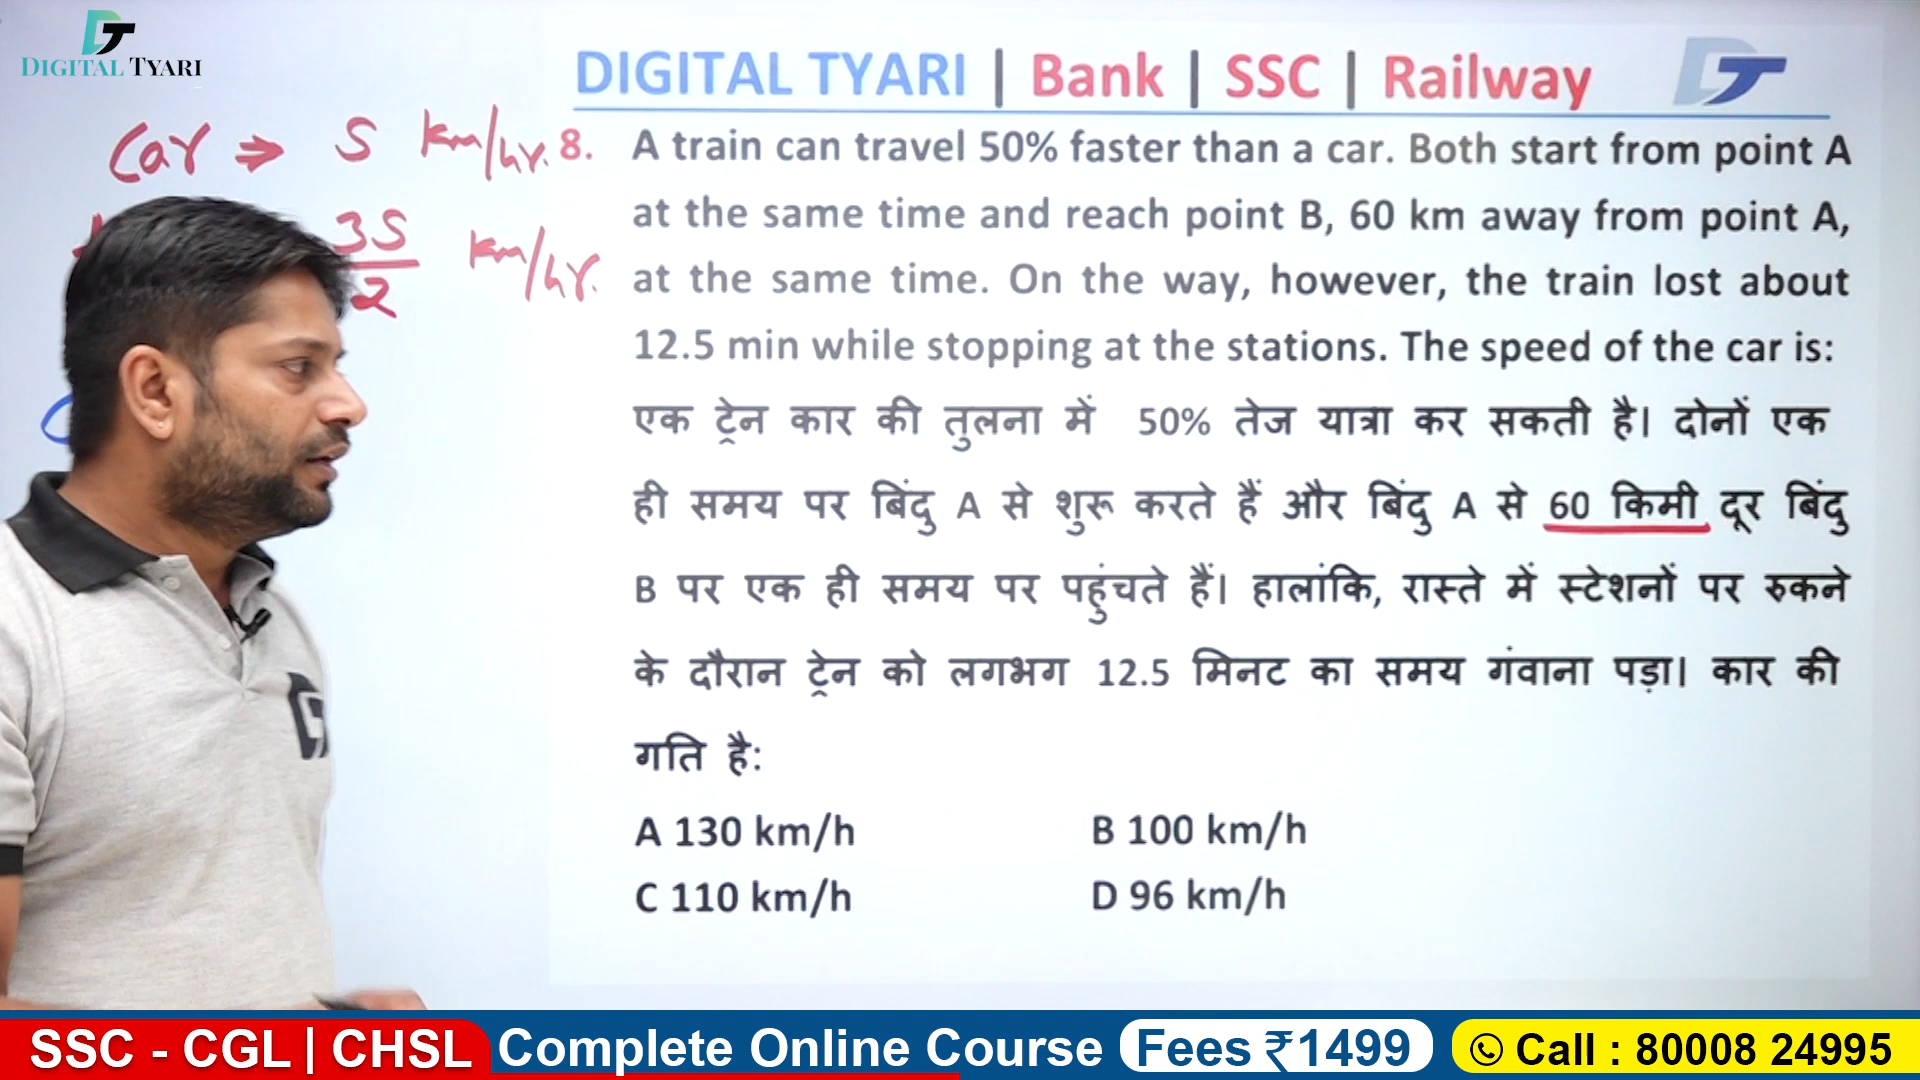 DIGITAL TYARI
DIGITAL TYARI | Bank | SSC | Railway
Car ⇒ S km/hr.
3S/2 km/hr.
8. A train can travel 50% faster than a car. Both start from point A
at the same time and reach point B, 60 km away from point A,
at the same time. On the way, however, the train lost about
12.5 min while stopping at the stations. The speed of the car is:
एक ट्रेन कार की तुलना में 50% तेज यात्रा कर सकती है। दोनों एक
ही समय पर बिंदु A से शुरू करते हैं और बिंदु A से 60 किमी दूर बिंदु
B पर एक ही समय पर पहुंचते हैं। हालांकि, रास्ते में स्टेशनों पर रुकने
के दौरान ट्रेन को लगभग 12.5 मिनट का समय गंवाना पड़ा। कार की
गति है:
A 130 km/h B 100 km/h
C 110 km/h D 96 km/h
SSC - CGL | CHSL Complete Online Course Fees ₹1499 Call : 80008 24995